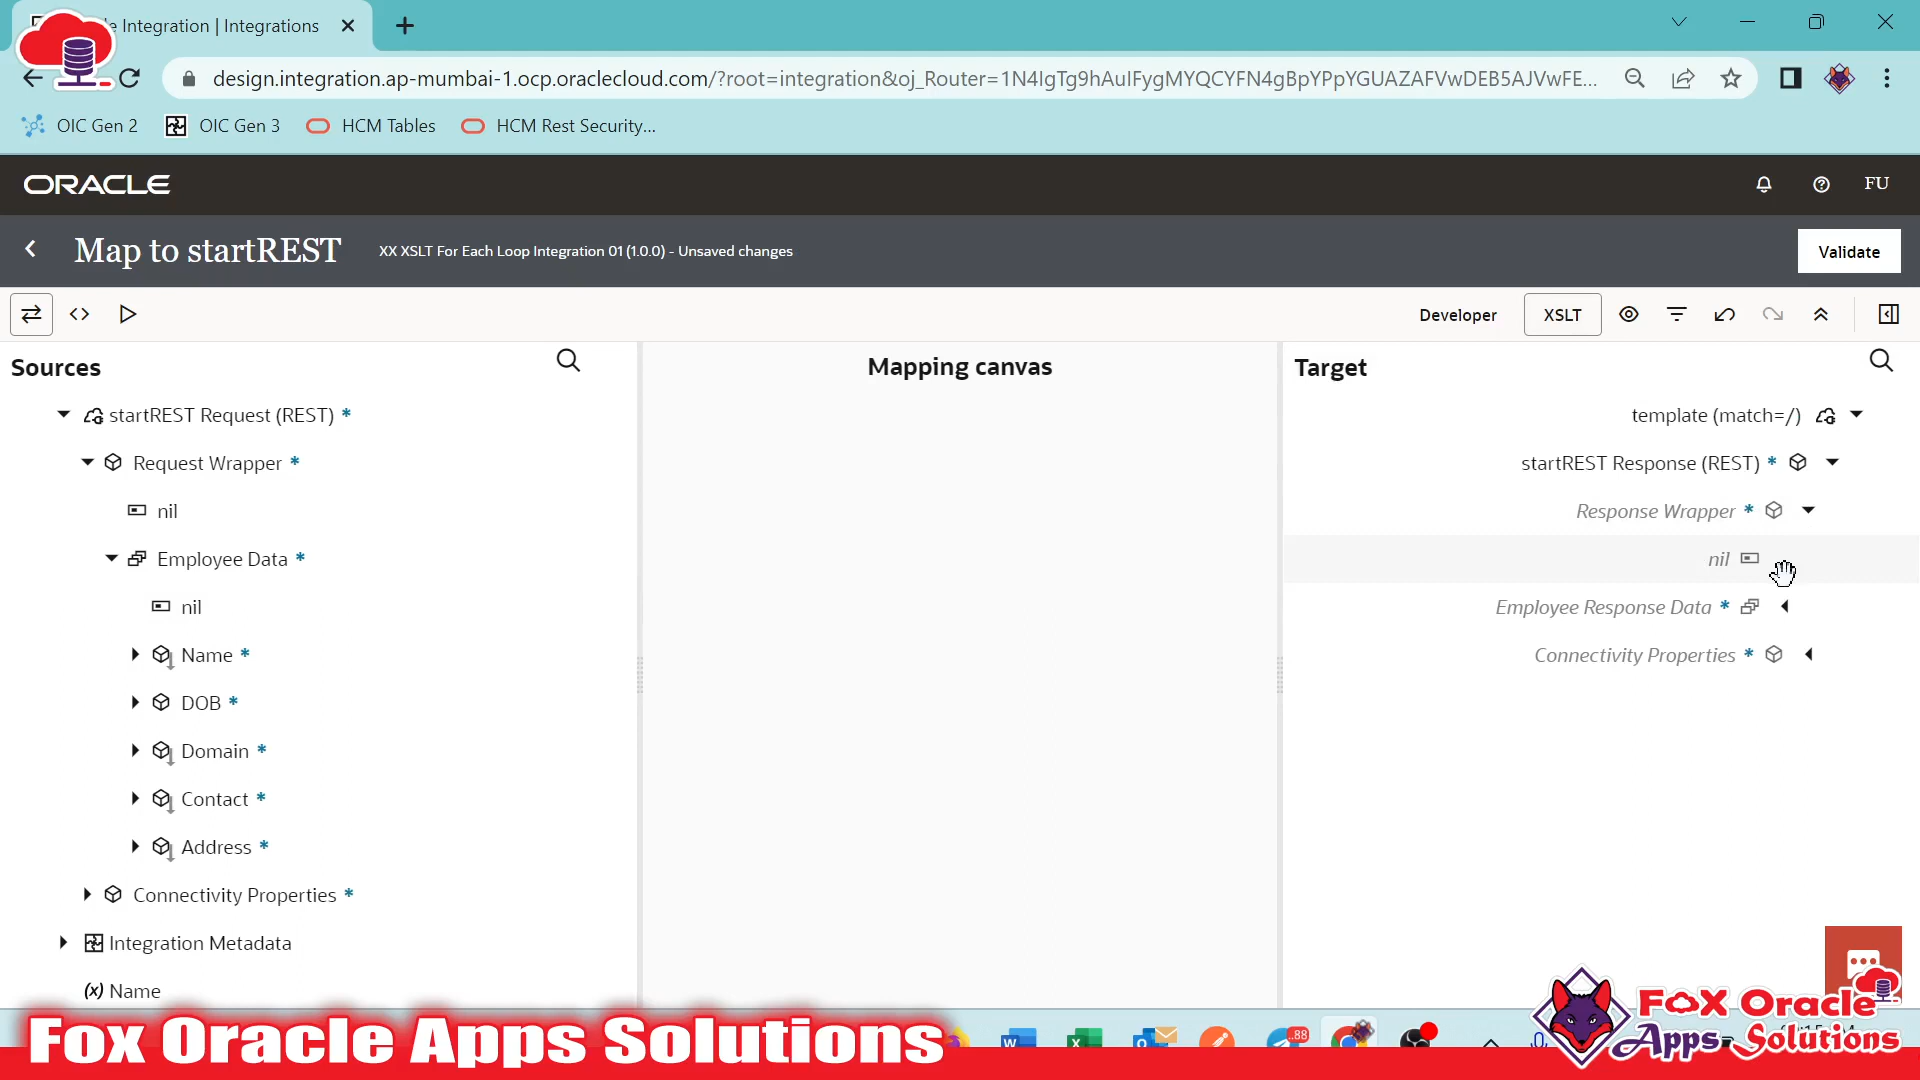 Integration | Integrations
design.integration.ap-mumbai-1.ocp.oraclecloud.com/?root=integration&oj_Router=1N4IgTg9hAuIFygMYQCYFN4gBpYPpYGUAZAFVwDEB5AJVwFE...
OIC Gen 2
OIC Gen 3
HCM Tables
HCM Rest Security...
ORACLE
FU
Map to startREST
XX XSLT For Each Loop Integration 01 (1.0.0) - Unsaved changes
Validate
Developer
XSLT
Sources
Mapping canvas
Target
startREST Request (REST) *
template (match=/)
Request Wrapper *
startREST Response (REST) *
nil
Response Wrapper *
Employee Data *
nil
nil
Employee Response Data *
Name *
Connectivity Properties *
DOB *
Domain *
Contact *
Address *
Connectivity Properties *
Integration Metadata
(x) Name
Fox Oracle Apps Solutions
88
Fox Oracle
Apps Solutions